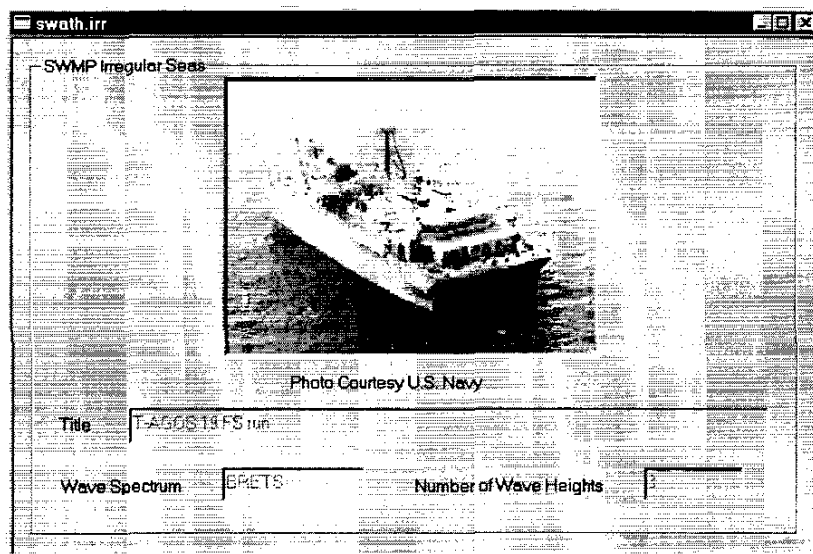 swath.irr
SWMP Irregular Seas
Photo Courtesy U.S. Navy
Title T-AGOS 19 FS run
Wave Spectrum BRETS Number of Wave Heights 3